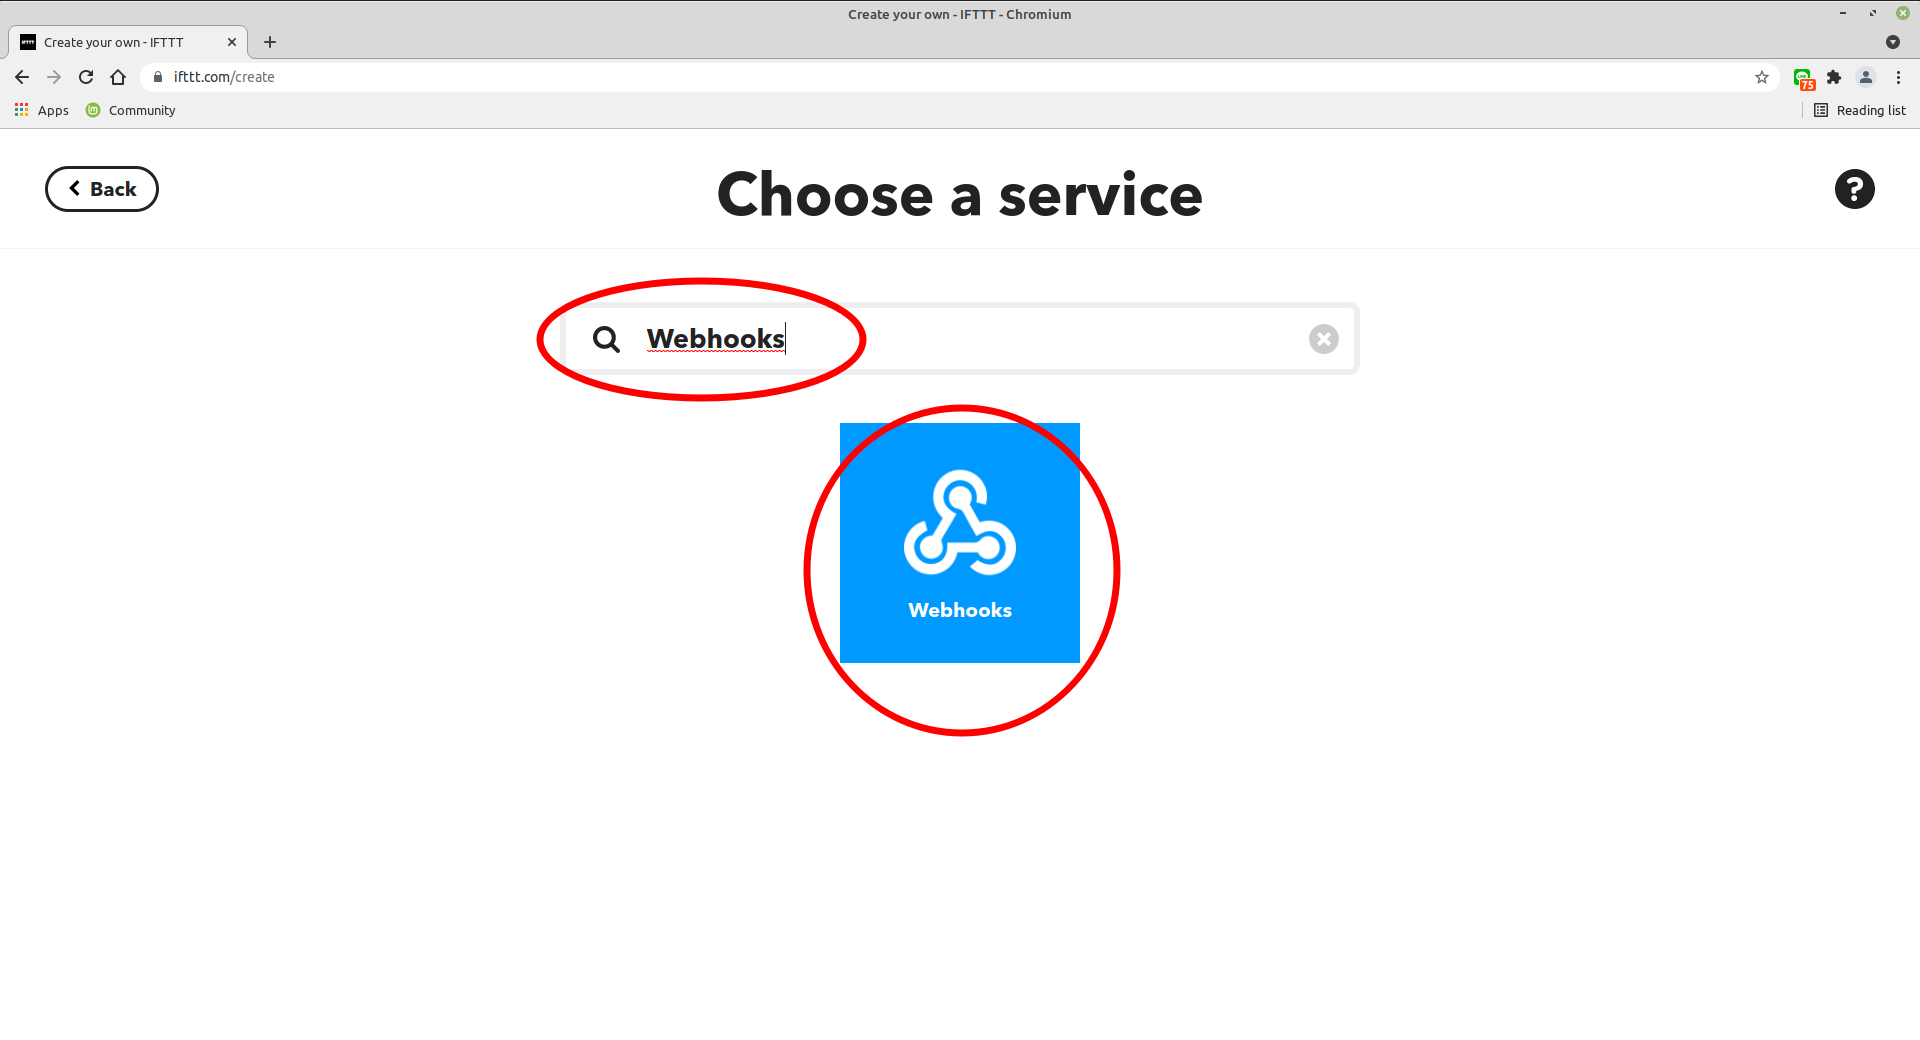 Create your own - IFTTT - Chromium
IFTTT Create your own - IFTTT
ifttt.com/create
75
Apps
Community
Reading list
Back
Choose a service
?
Webhooks
Webhooks